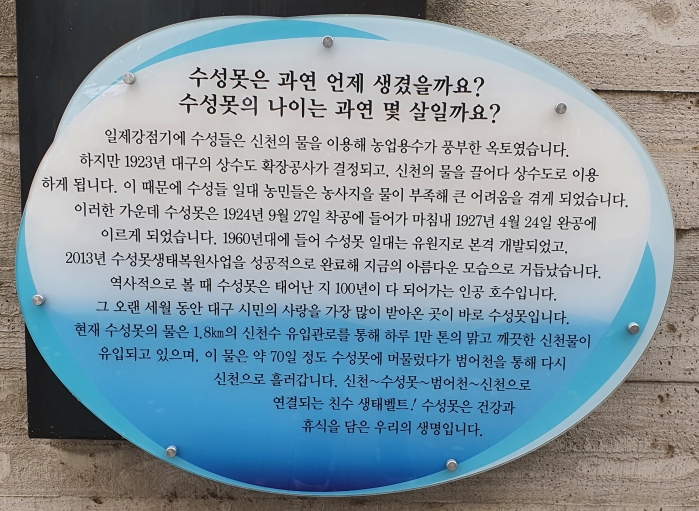 수성못은 과연 언제 생겼을까요?
수성못의 나이는 과연 몇 살일까요?
일제강점기에 수성들은 신천의 물을 이용해 농업용수가 풍부한 옥토였습니다.
하지만 1923년 대구의 상수도 확장공사가 결정되고, 신천의 물을 끌어다 상수도로 이용
하게 됩니다. 이 때문에 수성들 일대 농민들은 농사지을 물이 부족해 큰 어려움을 겪게 되었습니다.
이러한 가운데 수성못은 1924년 9월 27일 착공에 들어가 마침내 1927년 4월 24일 완공에
이르게 되었습니다. 1960년대에 들어 수성못 일대는 유원지로 본격 개발되었고,
2013년 수성못생태복원사업을 성공적으로 완료해 지금의 아름다운 모습으로 거듭났습니다.
역사적으로 볼 때 수성못은 태어난 지 100년이 다 되어가는 인공 호수입니다.
그 오랜 세월 동안 대구 시민의 사랑을 가장 많이 받아온 곳이 바로 수성못입니다.
현재 수성못의 물은 1.8km의 신천수 유입관로를 통해 하루 1만 톤의 맑고 깨끗한 신천물이
유입되고 있으며, 이 물은 약 70일 정도 수성못에 머물렀다가 범어천을 통해 다시
신천으로 흘러갑니다. 신천~수성못~범어천~신천으로
연결되는 친수 생태벨트! 수성못은 건강과
휴식을 담은 우리의 생명입니다.